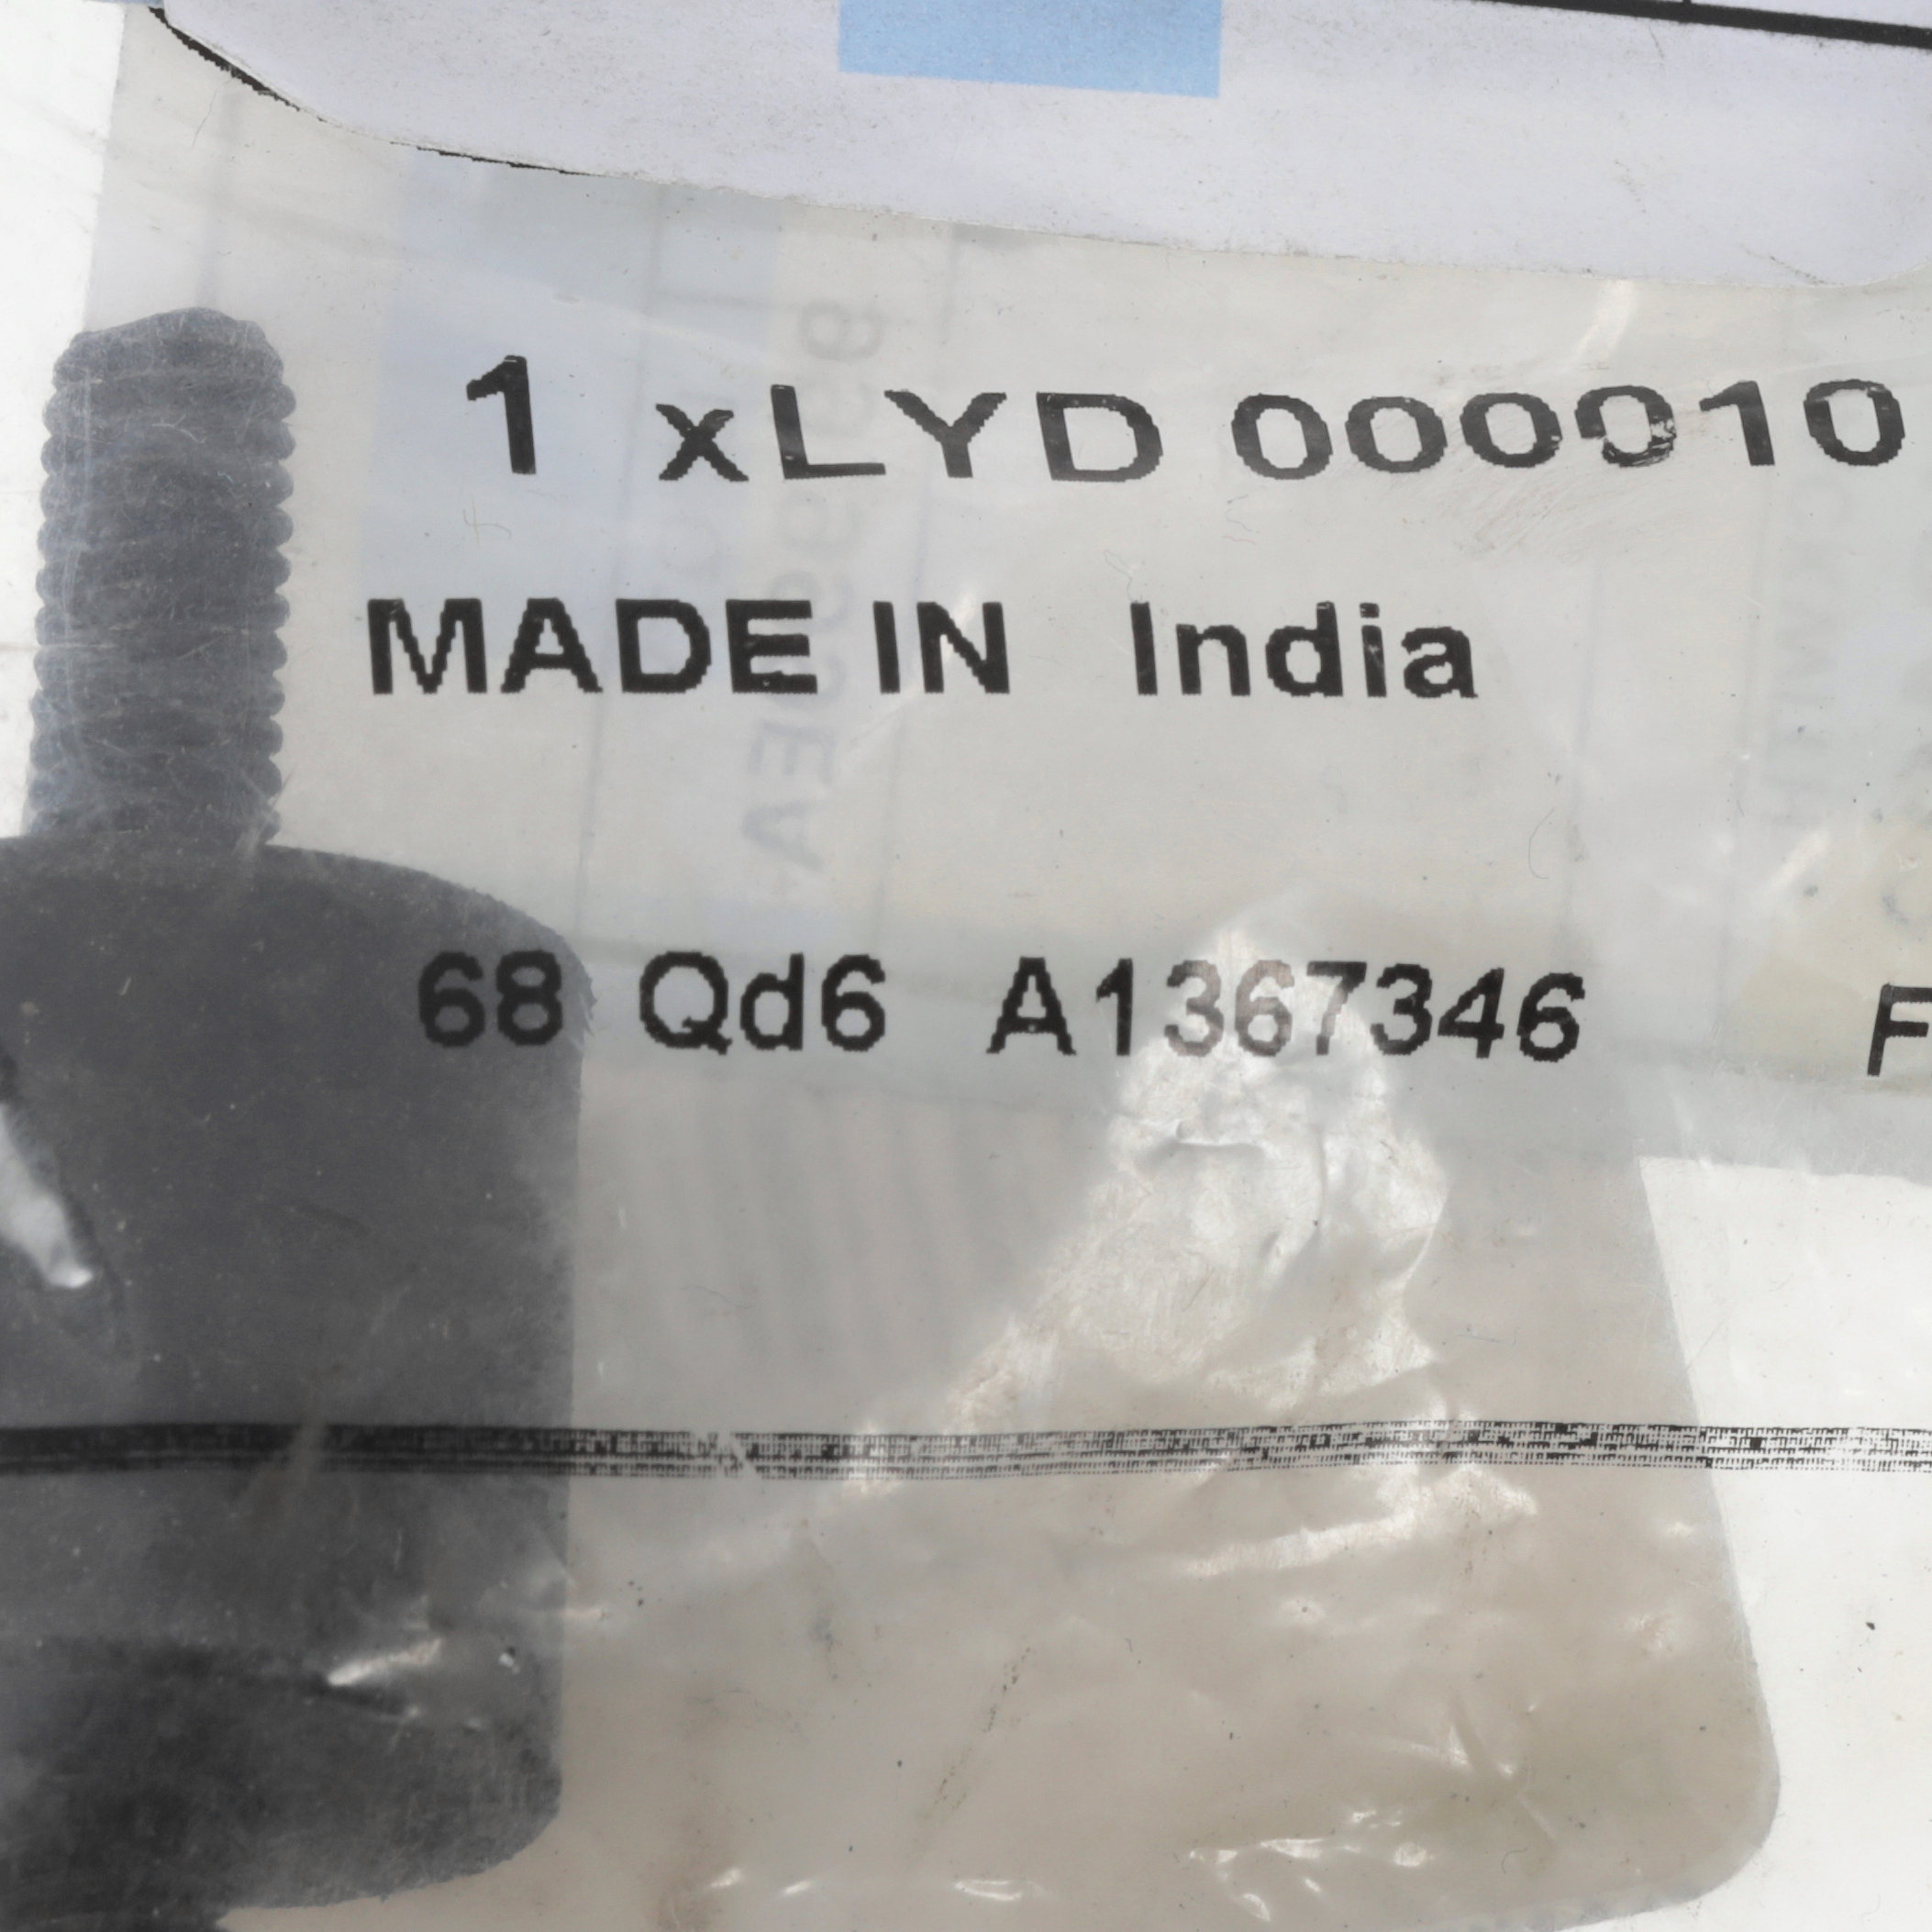 1 xLYD 000010
MADE IN India
68 Qd6 A1367346 F